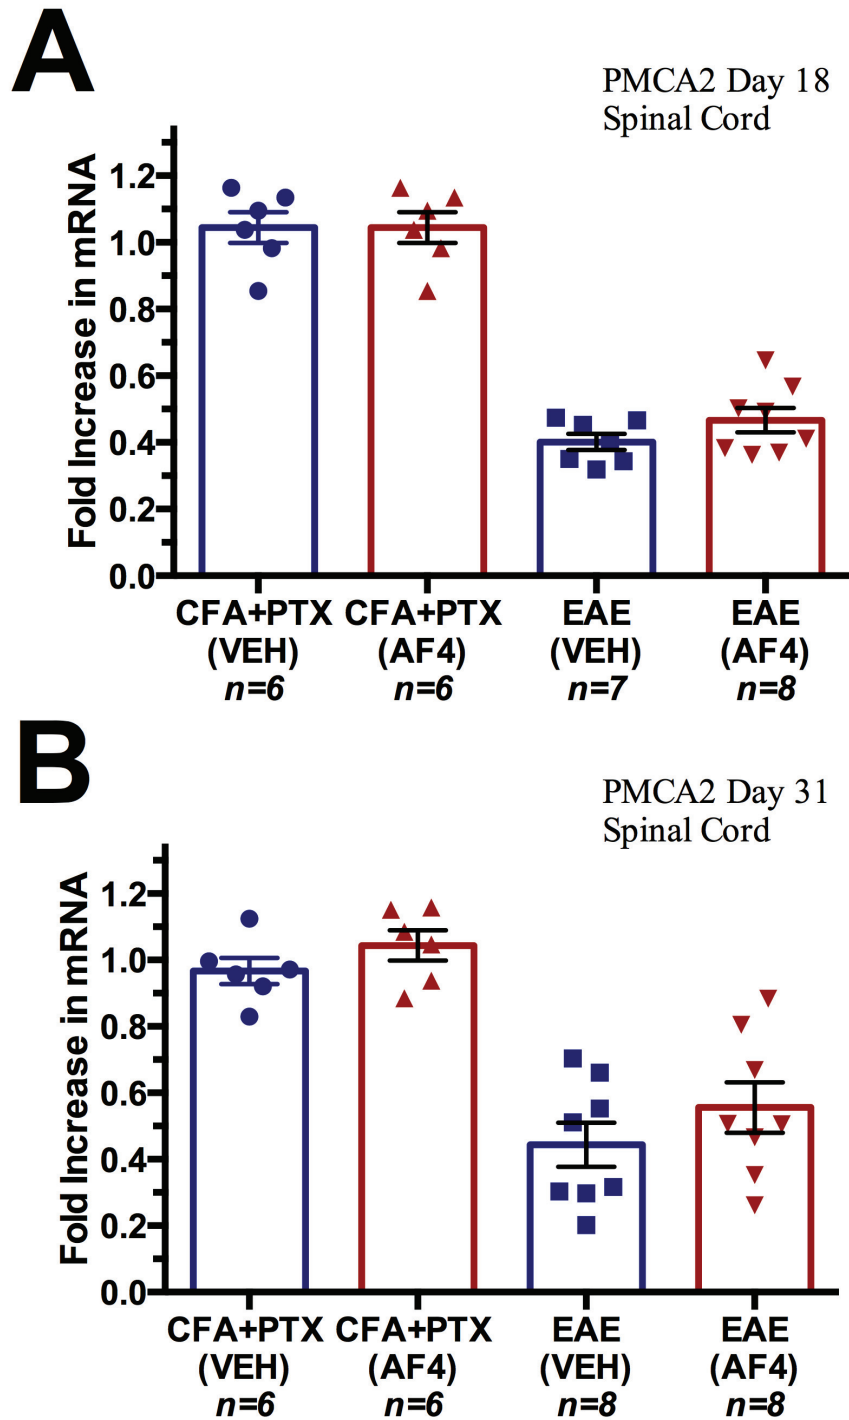 A
PMCA2 Day 18
Spinal Cord
Fold Increase in mRNA
1.2
1.0
0.8
0.6
0.4
0.2
0.0
CFA+PTX CFA+PTX EAE EAE
(VEH) (AF4) (VEH) (AF4)
n=6 n=6 n=7 n=8
B
PMCA2 Day 31
Spinal Cord
Fold Increase in mRNA
1.2
1.0
0.8
0.6
0.4
0.2
0.0
CFA+PTX CFA+PTX EAE EAE
(VEH) (AF4) (VEH) (AF4)
n=6 n=6 n=8 n=8